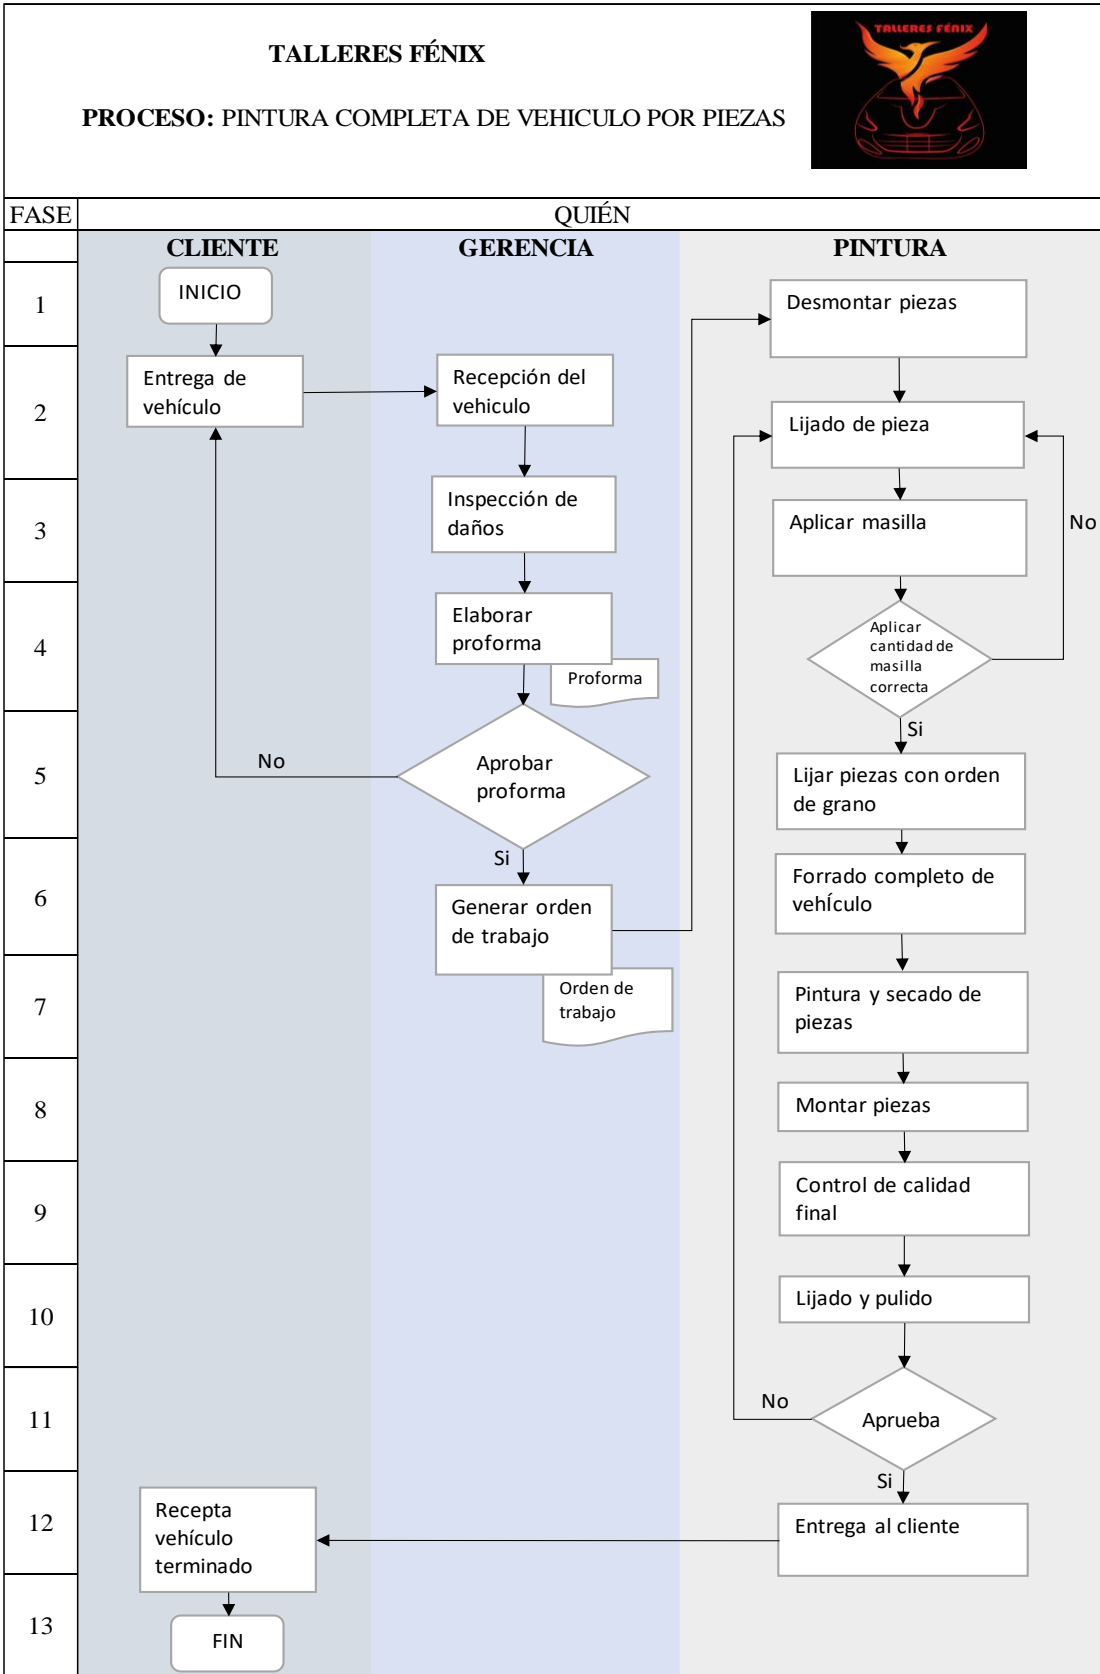 TALLERES FÉNIX
TALLERES FÉNIX
PROCESO: PINTURA COMPLETA DE VEHICULO POR PIEZAS
FASE
QUIÉN
CLIENTE
GERENCIA
PINTURA
1
INICIO
Desmontar piezas
2
Entrega de
vehículo
Recepción del
vehiculo
Lijado de pieza
3
Inspección de
daños
Aplicar masilla
No
4
Elaborar
proforma
Proforma
Aplicar
cantidad de
masilla
correcta
Si
5
No
Aprobar
proforma
Lijar piezas con orden
de grano
Si
6
Generar orden
de trabajo
Forrado completo de
vehÍculo
7
Orden de
trabajo
Pintura y secado de
piezas
8
Montar piezas
9
Control de calidad
final
10
Lijado y pulido
11
No
Aprueba
Si
12
Recepta
vehículo
terminado
Entrega al cliente
13
FIN